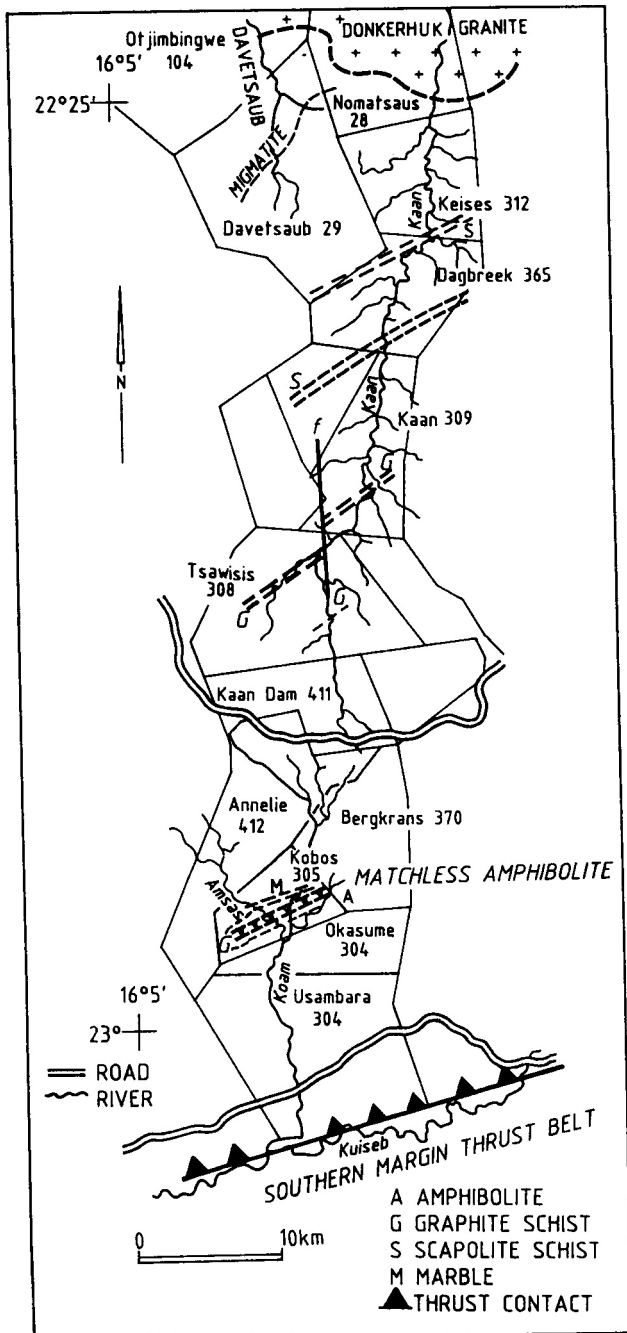 Otjimbingwe
104
DAVETSAUB
DONKERHUK GRANITE
16°5'
22°25'
Nomatsaus
28
MIGMATITE
Davetsaub 29
Kaan
Keises 312
S
Dagbreek 365
N
S
Kaan
Kaan 309
f
G
Tsawisis
308
G
G
Kaan Dam 411
Annelie
412
Bergkrans 370
Kobos
305
MATCHLESS AMPHIBOLITE
M
A
Amsas
G
Okasume
304
Koam
16°5'
Usambara
304
23°
ROAD
RIVER
Kuiseb
SOUTHERN MARGIN THRUST BELT
0 10km
A AMPHIBOLITE
G GRAPHITE SCHIST
S SCAPOLITE SCHIST
M MARBLE
THRUST CONTACT